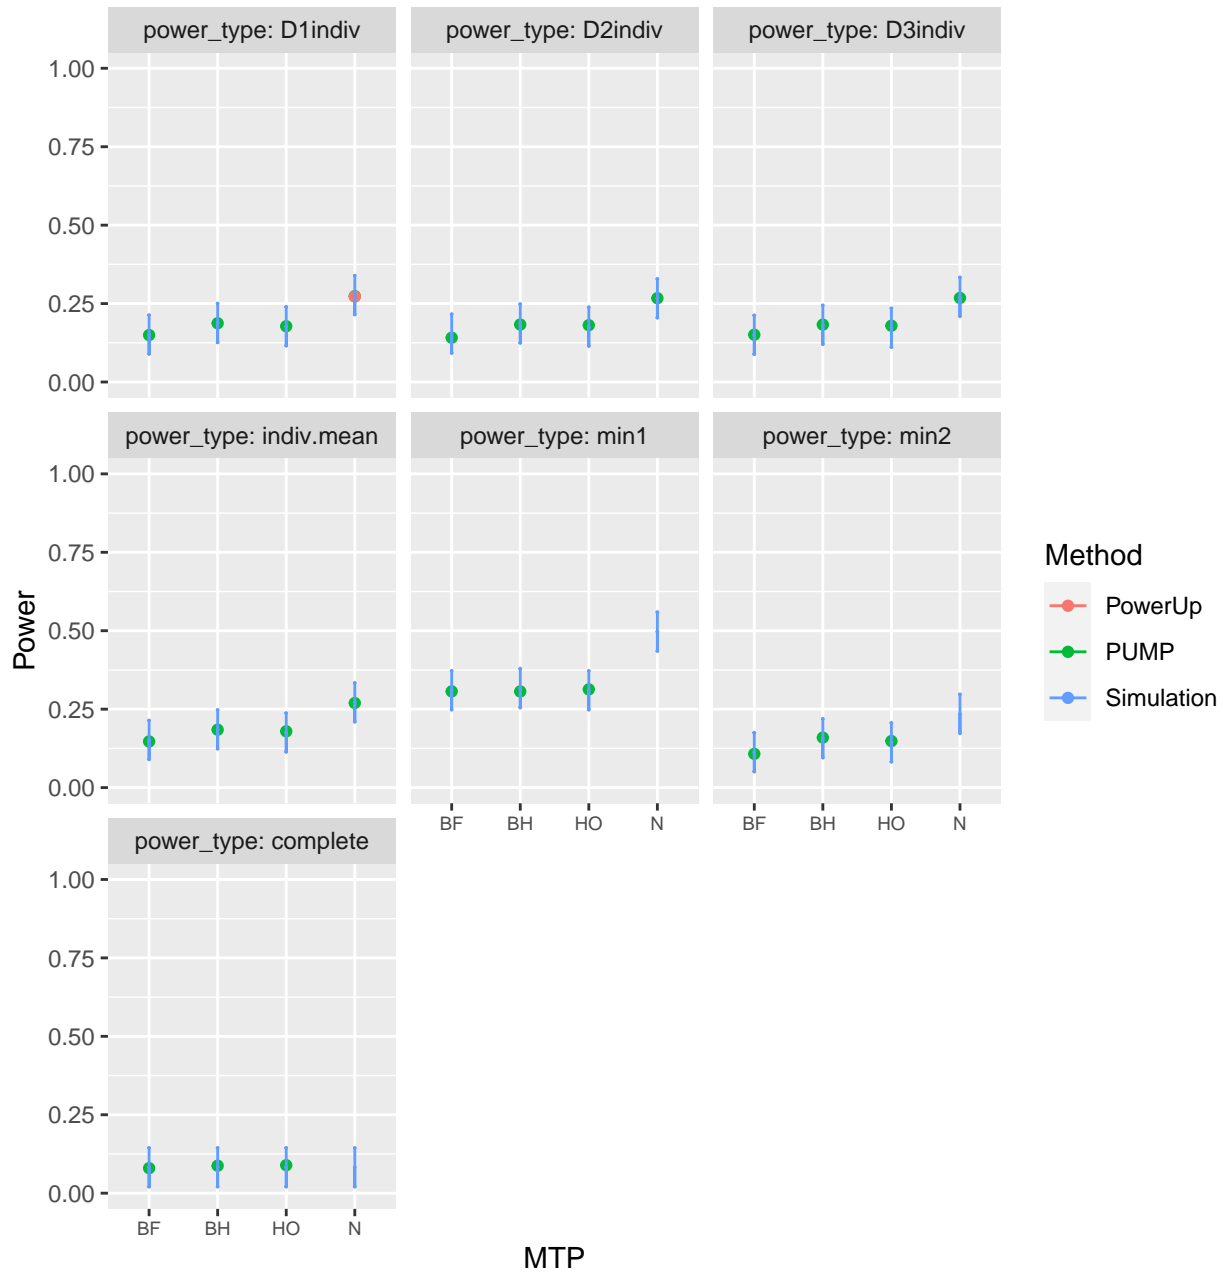 power_type: D1indiv power_type: D2indiv power_type: D3indiv
1.00
0.75
0.50
0.25
0.00
power_type: indiv.mean power_type: min1 power_type: min2
1.00
0.75
0.50
0.25
0.00
BF BH HO N BF BH HO N
power_type: complete
1.00
0.75
0.50
0.25
0.00
BF BH HO N
Power
MTP
Method
PowerUp
PUMP
Simulation